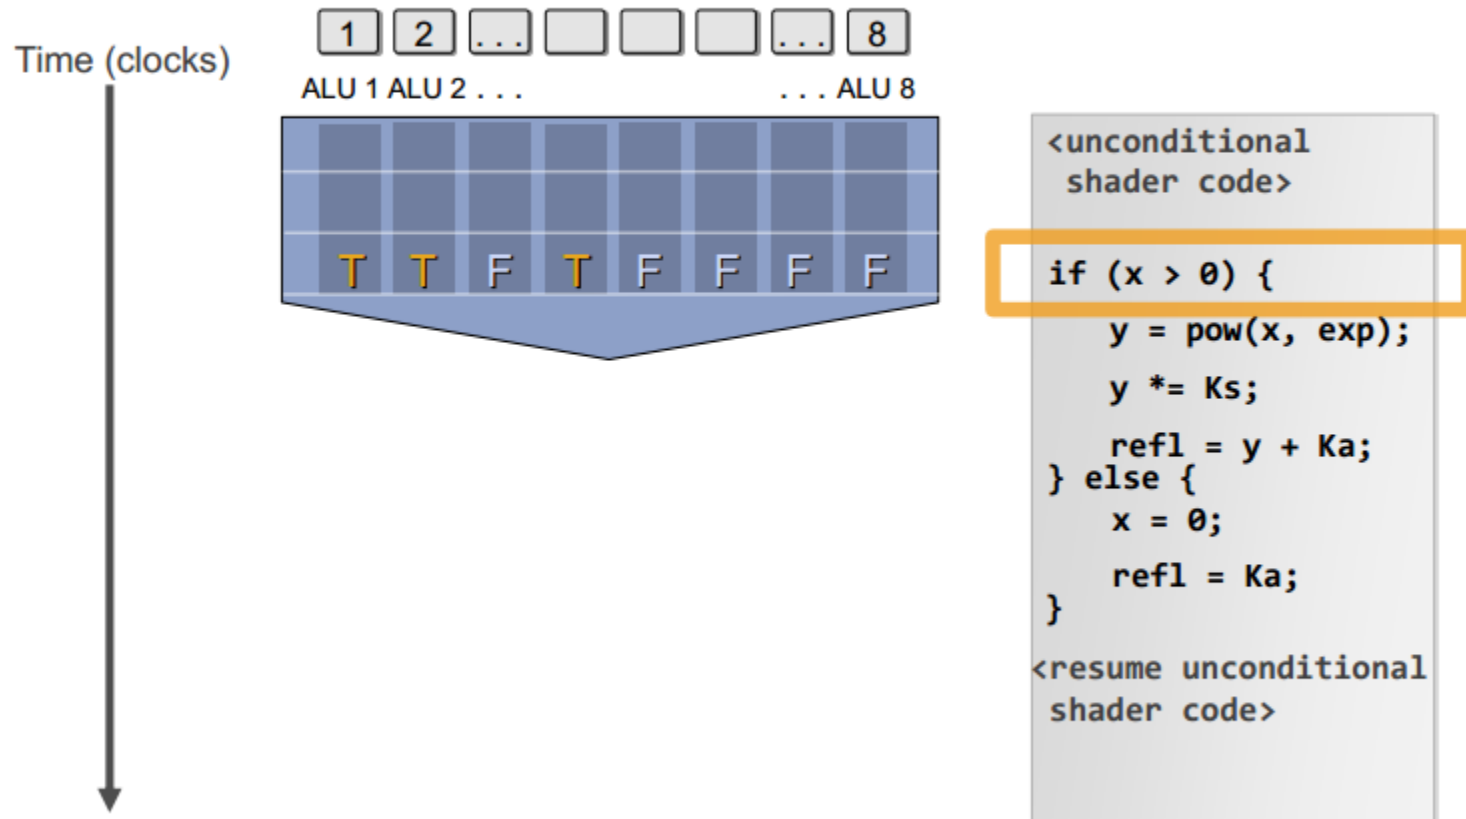 Time (clocks)
1 2 ... ... 8
ALU 1 ALU 2 . . . . . . ALU 8
T T F T F F F F
<unconditional
shader code>
if (x > 0) {
y = pow(x, exp);
y *= Ks;
refl = y + Ka;
} else {
x = 0;
refl = Ka;
}
<resume unconditional
shader code>